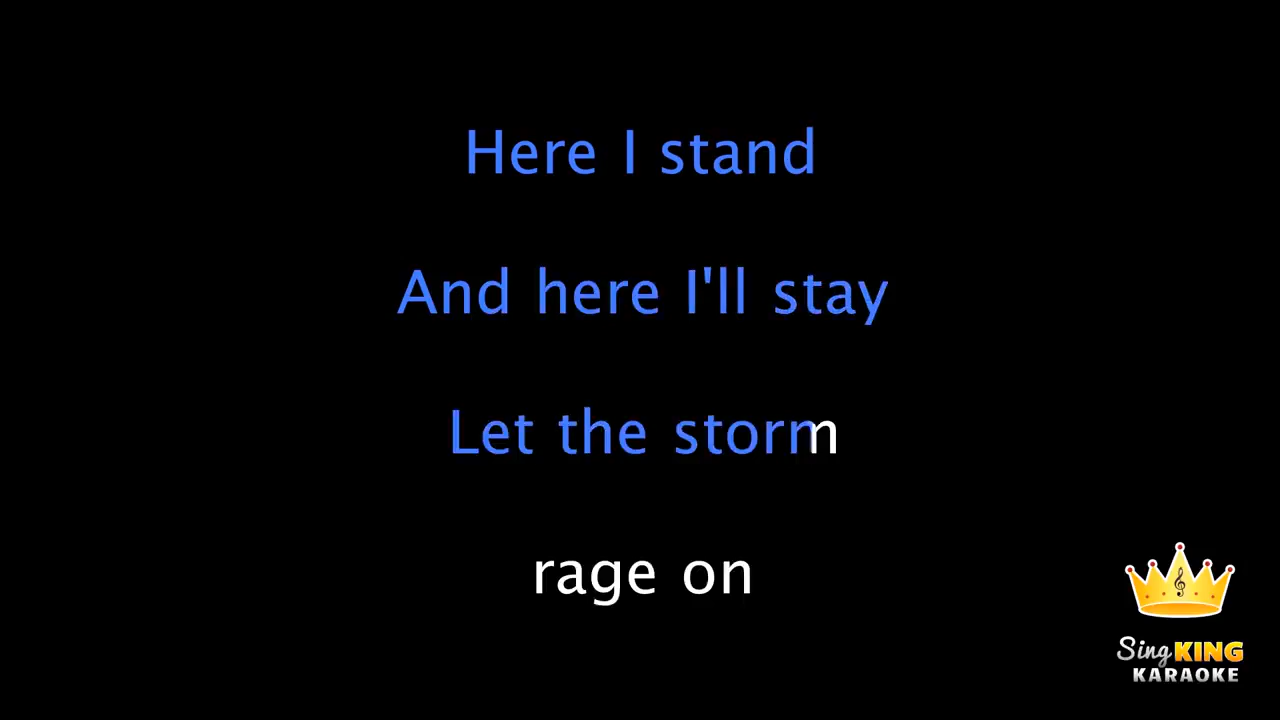 Here I stand
And here I'll stay
Let the storm
rage on
Sing KING
KARAOKE